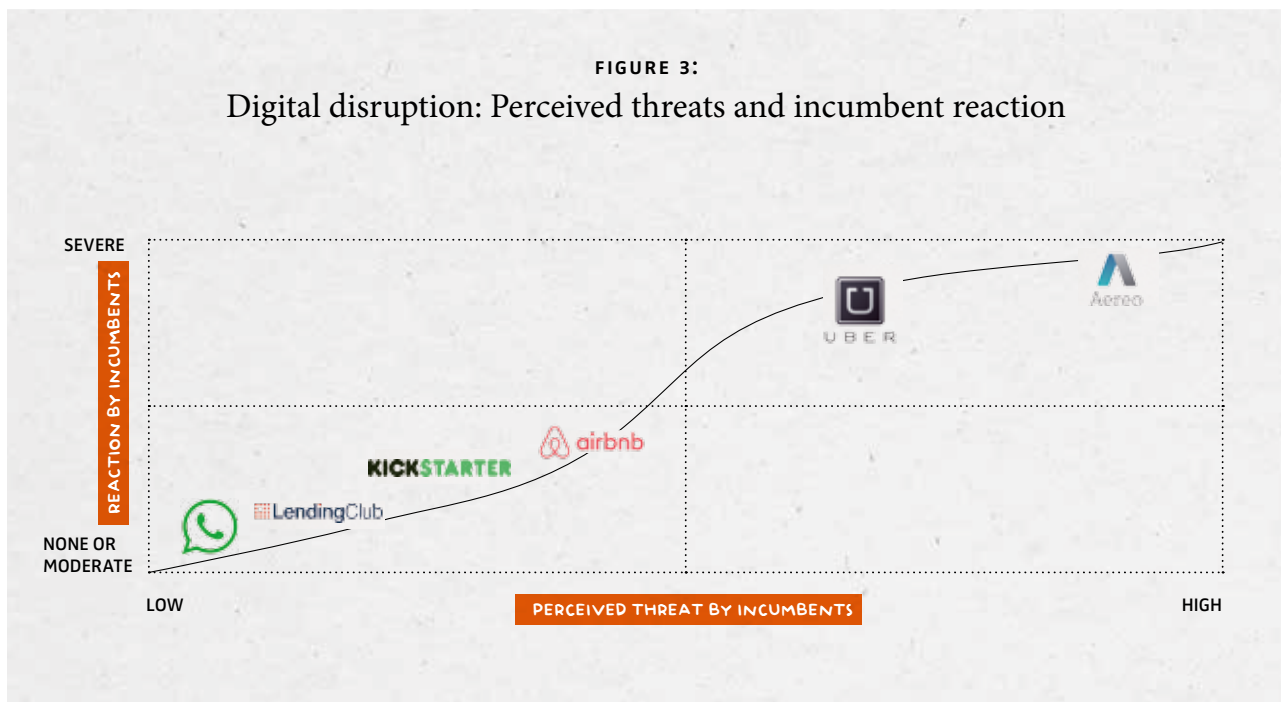 FIGURE 3:
Digital disruption: Perceived threats and incumbent reaction
SEVERE
REACTION BY INCUMBENTS
NONE OR
MODERATE
Aereo
UBER
airbnb
KICKSTARTER
LendingClub
LOW
PERCEIVED THREAT BY INCUMBENTS
HIGH